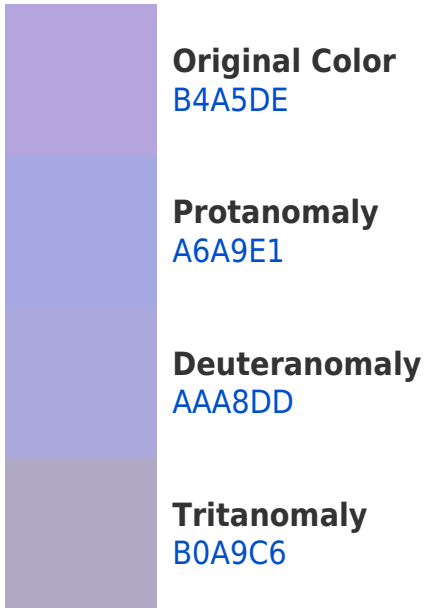 Original Color
B4A5DE
Protanomaly
A6A9E1
Deuteranomaly
AAA8DD
Tritanomaly
B0A9C6